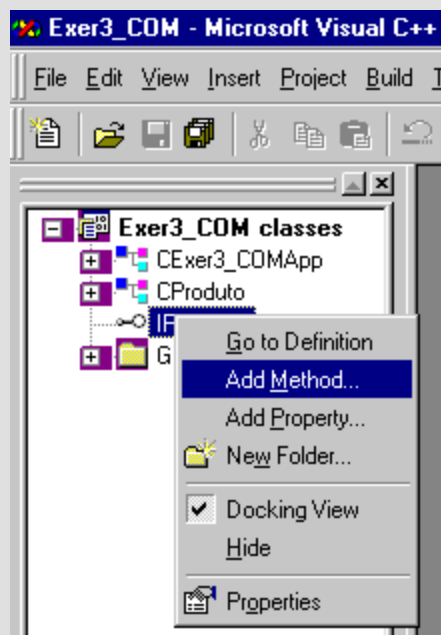 Exer3_COM - Microsoft Visual C++
File Edit View Insert Project Build
Exer3_COM classes
CExer3_COMApp
CProduto
Go to Definition
Add Method...
Add Property...
New Folder...
Docking View
Hide
Properties